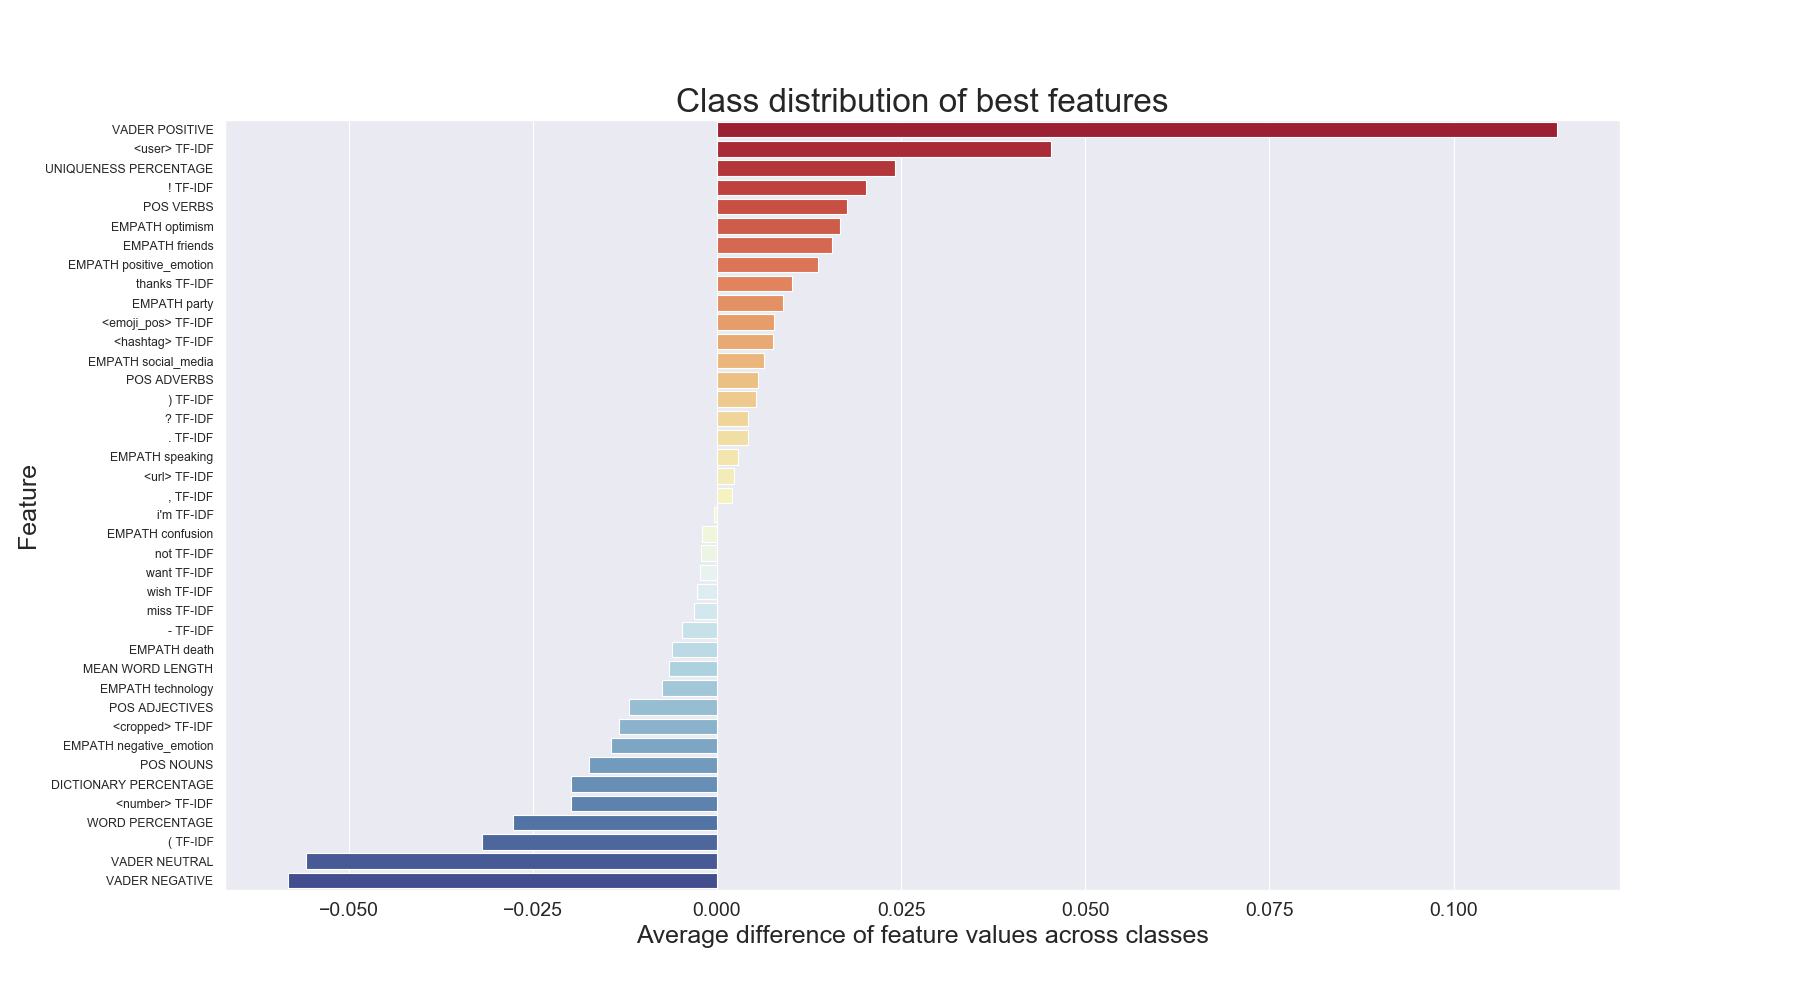 Class distribution of best features
VADER POSITIVE
<user> TF-IDF
UNIQUENESS PERCENTAGE
! TF-IDF
POS VERBS
EMPATH optimism
EMPATH friends
EMPATH positive_emotion
thanks TF-IDF
EMPATH party
<emoji_pos> TF-IDF
<hashtag> TF-IDF
EMPATH social_media
POS ADVERBS
) TF-IDF
? TF-IDF
. TF-IDF
EMPATH speaking
<url> TF-IDF
, TF-IDF
i'm TF-IDF
EMPATH confusion
not TF-IDF
want TF-IDF
wish TF-IDF
miss TF-IDF
- TF-IDF
EMPATH death
MEAN WORD LENGTH
EMPATH technology
POS ADJECTIVES
<cropped> TF-IDF
EMPATH negative_emotion
POS NOUNS
DICTIONARY PERCENTAGE
<number> TF-IDF
WORD PERCENTAGE
( TF-IDF
VADER NEUTRAL
VADER NEGATIVE
Feature
−0.050 −0.025 0.000 0.025 0.050 0.075 0.100
Average difference of feature values across classes